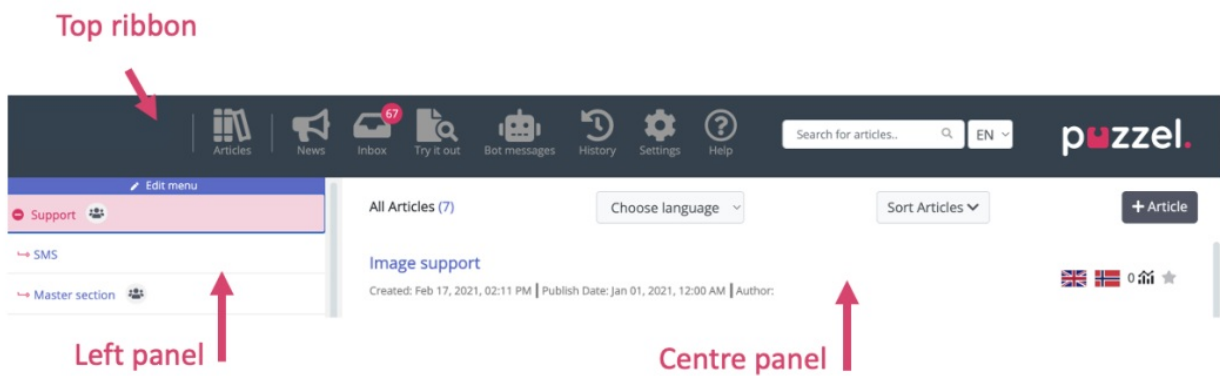 Top ribbon
67
Articles News Inbox Try it out Bot messages History Settings Help
Search for articles.. EN
puzzel.
Edit menu
Support
SMS
Master section
All Articles (7) Choose language Sort Articles + Article
Image support
0
Created: Feb 17, 2021, 02:11 PM | Publish Date: Jan 01, 2021, 12:00 AM | Author:
Left panel
Centre panel